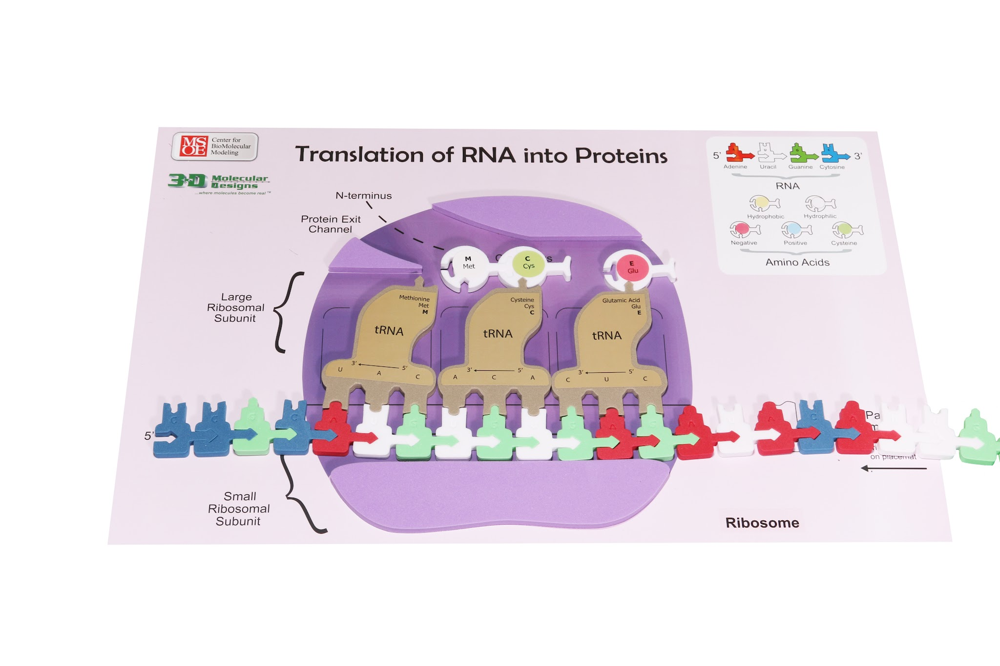 MS
OE
Center for
BioMolecular
Modeling
3-D Molecular
Designs
...where molecules become real ™
Translation of RNA into Proteins
5' 3'
Adenine Uracil Guanine Cytosine
RNA
Hydrophobic Hydrophilic
Negative Positive Cysteine
Amino Acids
N-terminus
Protein Exit
Channel
M
Met
C
Cys
E
Glu
Large
Ribosomal
Subunit
Methionine
Met
M
tRNA
3' 5'
U A C
Cysteine
Cys
C
tRNA
3' 5'
A C A
Glutamic Acid
Glu
E
tRNA
3' 5'
C U C
5'
C C G C A U G U G U G A G A U A C A U U G
on placemat
Small
Ribosomal
Subunit
Ribosome